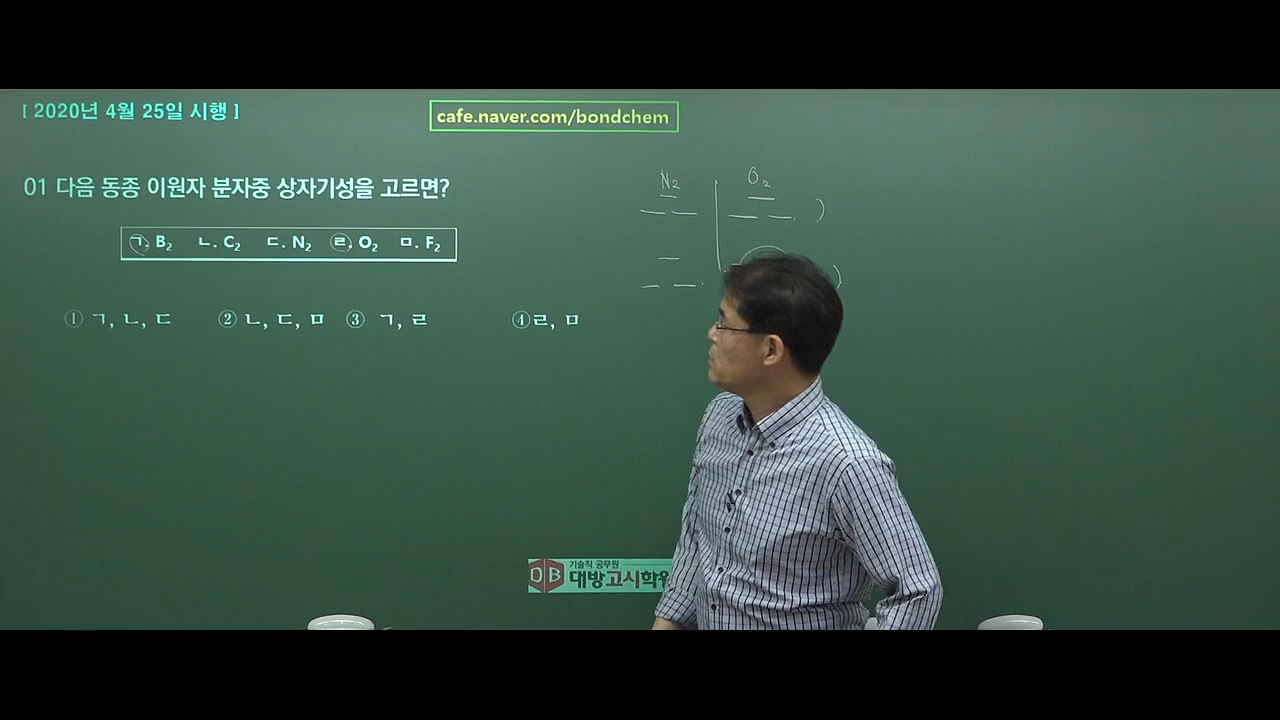 [ 2020년 4월 25일 시행 ]
cafe.naver.com/bondchem
01 다음 동종 이원자 분자중 상자기성을 고르면?
ㄱ. B₂ ㄴ. C₂ ㄷ. N₂ ㄹ. O₂ ㅁ. F₂
① ㄱ, ㄴ, ㄷ ② ㄴ, ㄷ, ㅁ ③ ㄱ, ㄹ ④ ㄹ, ㅁ
N₂ O₂
기술직 공무원
DB 대방고시학원